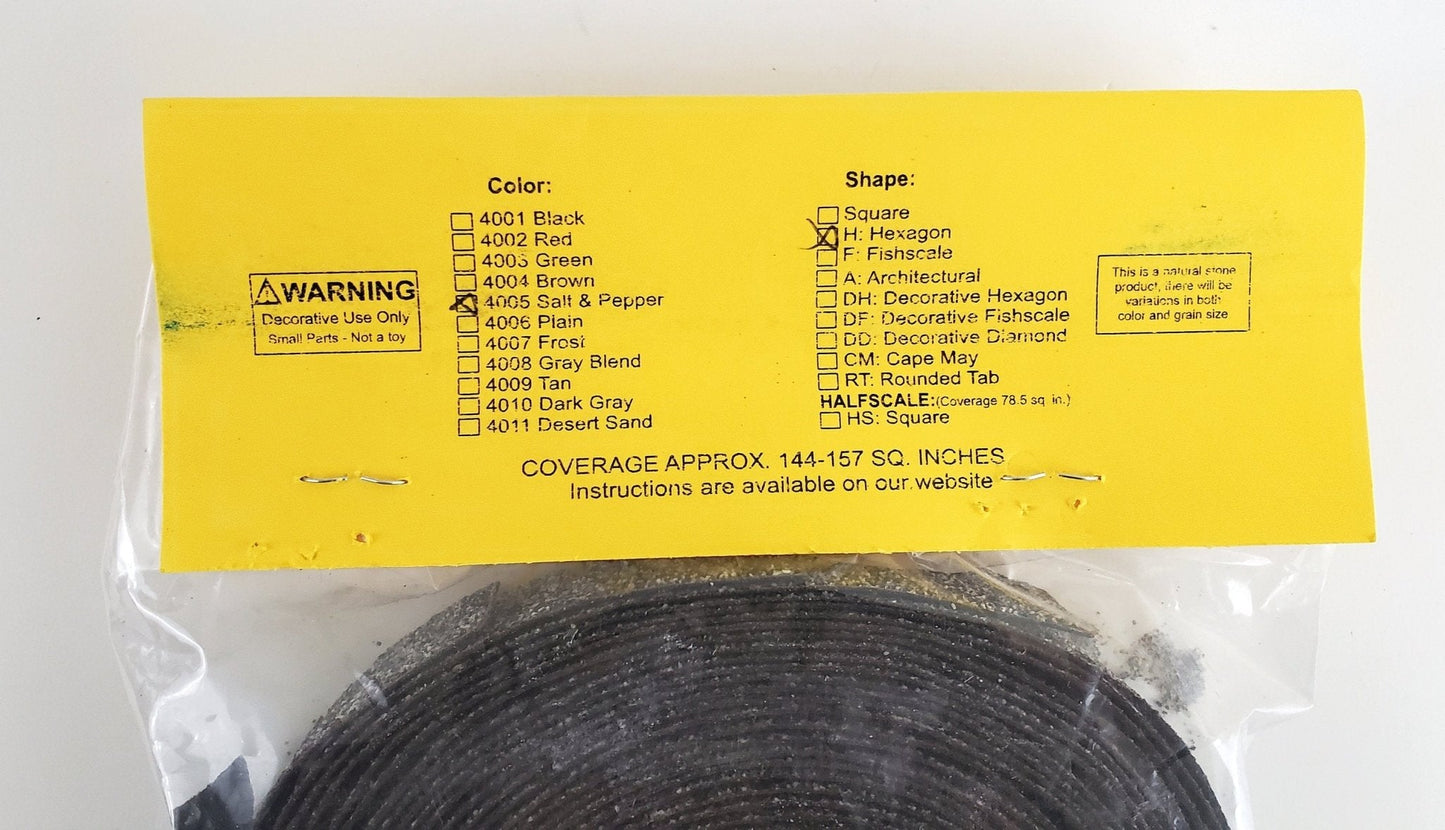 Color:
4001 Black
4002 Red
4003 Green
4004 Brown
4005 Salt & Pepper
4006 Plain
4007 Frost
4008 Gray Blend
4009 Tan
4010 Dark Gray
4011 Desert Sand
Shape:
Square
H: Hexagon
F: Fishscale
A: Architectural
DH: Decorative Hexagon
DF: Decorative Fishscale
DD: Decorative Diamond
CM: Cape May
RT: Rounded Tab
HALFSCALE:(Coverage 78.5 sq. in.)
HS: Square
WARNING
Decorative Use Only
Small Parts - Not a toy
This is a natural stone
product, there will be
variations in both
color and grain size
COVERAGE APPROX. 144-157 SQ. INCHES
Instructions are available on our website